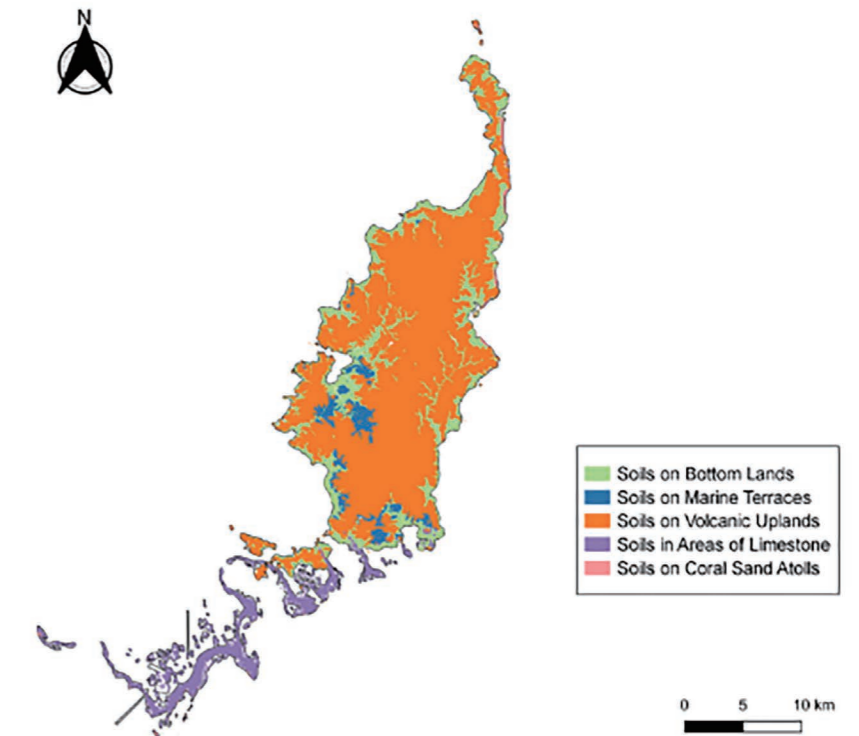 N
Soils on Bottom Lands
Soils on Marine Terraces
Soils on Volcanic Uplands
Soils in Areas of Limestone
Soils on Coral Sand Atolls
0 5 10 km